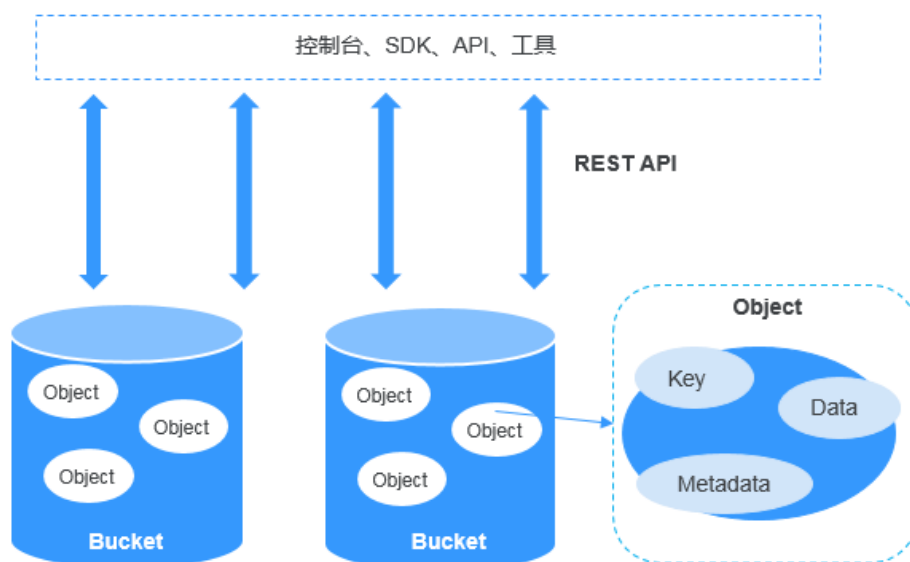 控制台、SDK、API、工具
REST API
Object
Object
Object
Bucket
Object
Object
Object
Bucket
Object
Key
Data
Metadata